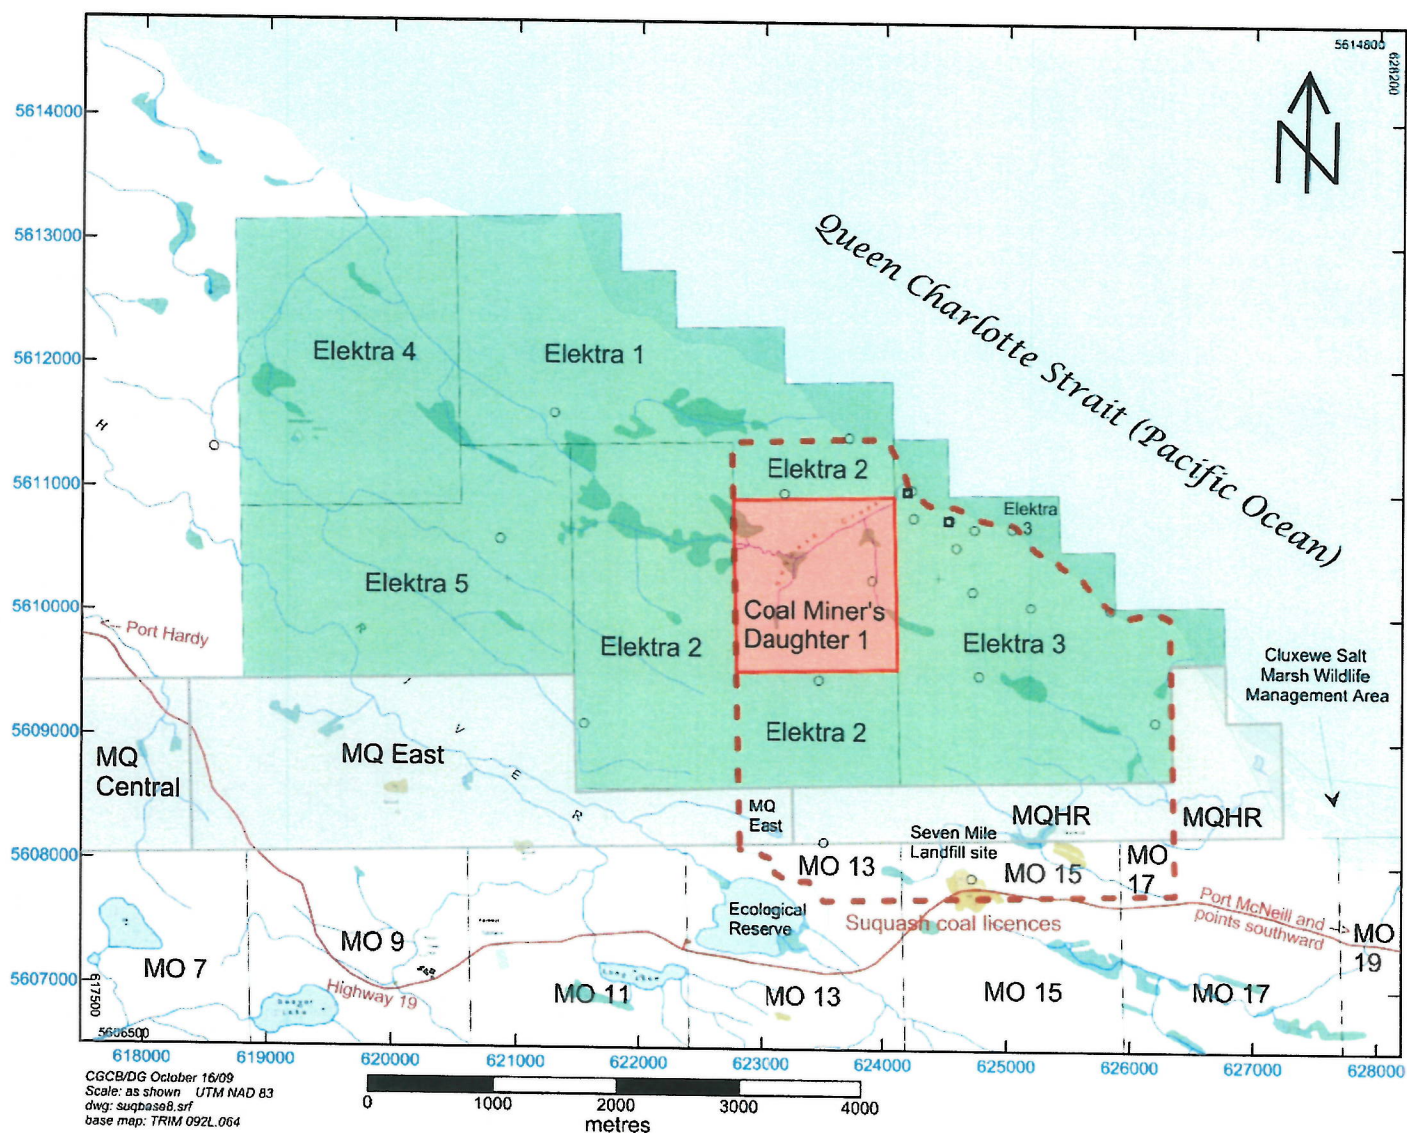 5614800
628200
5614000
5613000
5612000
5611000
5610000
5609000
5608000
5607000
Queen Charlotte Strait (Pacific Ocean)
Elektra 4
Elektra 1
H
Elektra 2
Elektra
3
Elektra 5
Coal Miner's
Daughter 1
Port Hardy
R
Elektra 2
Elektra 3
Cluxewe Salt
Marsh Wildlife
Management Area
I
V
E
R
Elektra 2
MQ
Central
MQ East
MQ
East
MQHR
MQHR
Seven Mile
Landfill site
MO 13
MO 15
MO
17
Ecological
Reserve
Suquash coal licences
Port McNeill and
points southward
MO
19
MO 9
MO 7
Highway 19
MO 11
MO 13
MO 15
MO 17
617500
5606500
618000
619000
620000
621000
622000
623000
624000
625000
626000
627000
628000
CGCB/DG October 16/09
Scale: as shown UTM NAD 83
dwg: suqbase8.srf
base map: TRIM 092L.064
0
1000
2000
3000
4000
metres